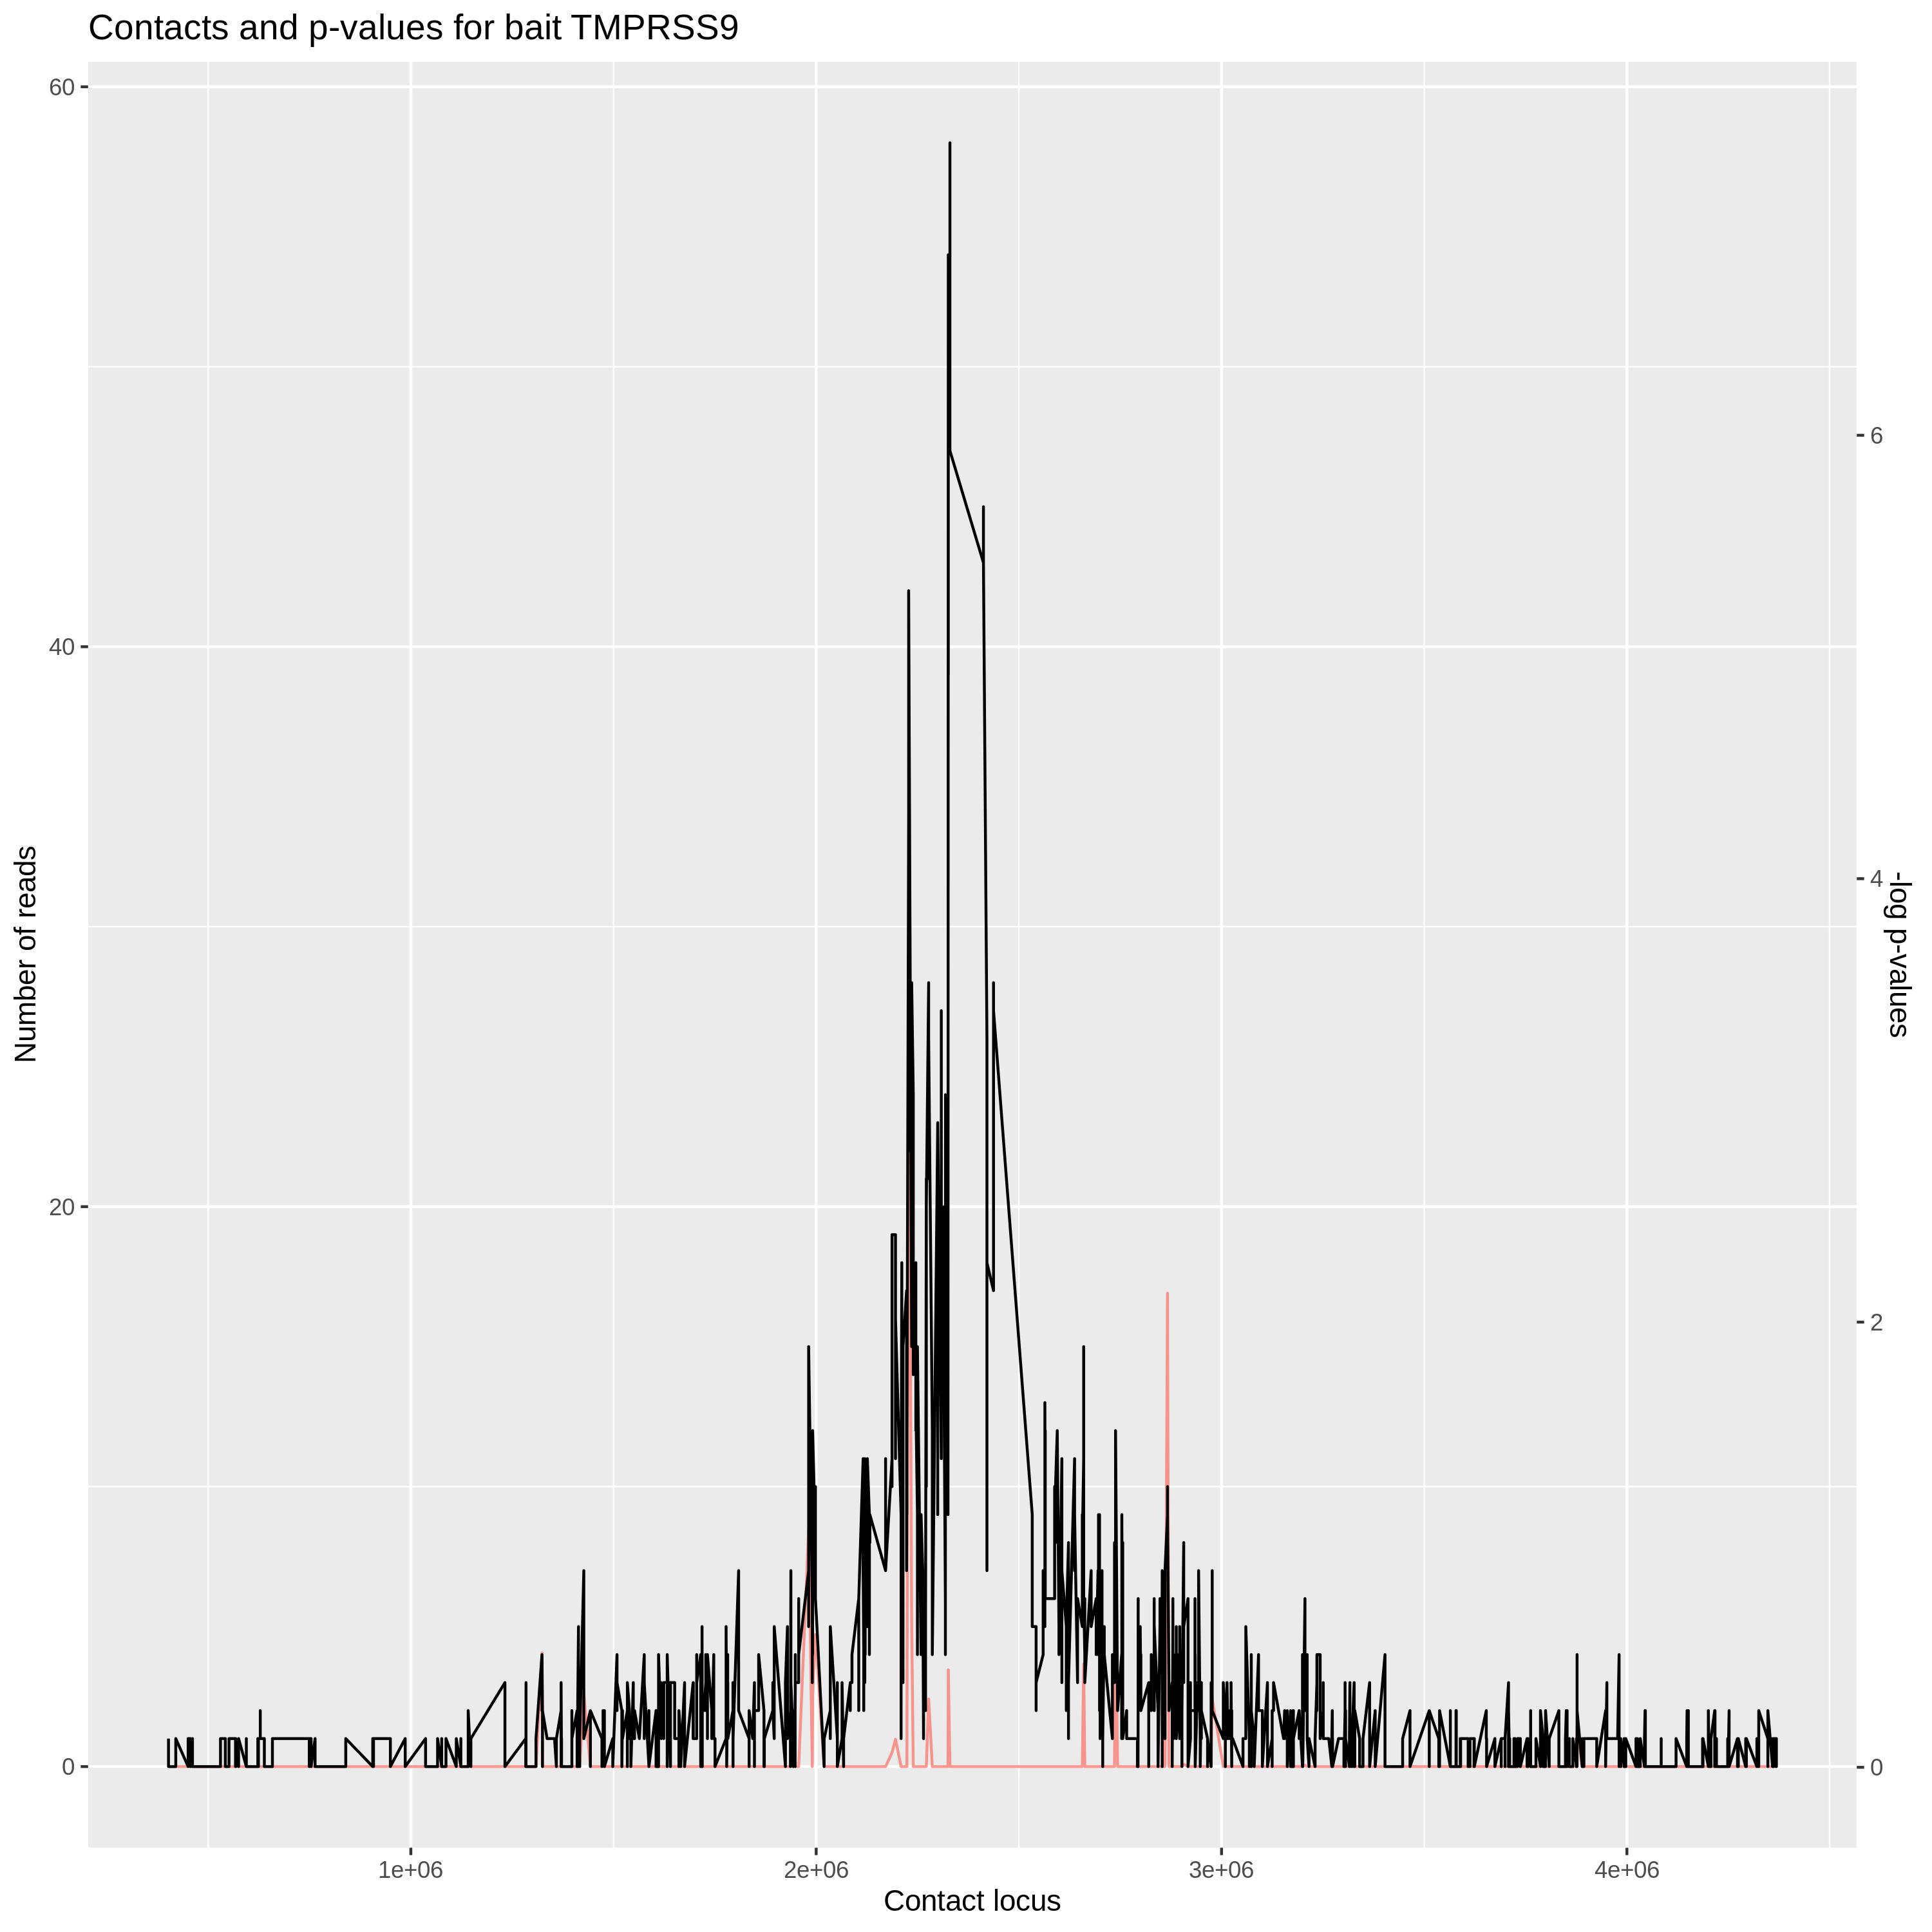 Contacts and p-values for bait TMPRSS9
60
40
20
0
Number of reads
6
4
2
0
-log p-values
1e+06
2e+06
3e+06
4e+06
Contact locus